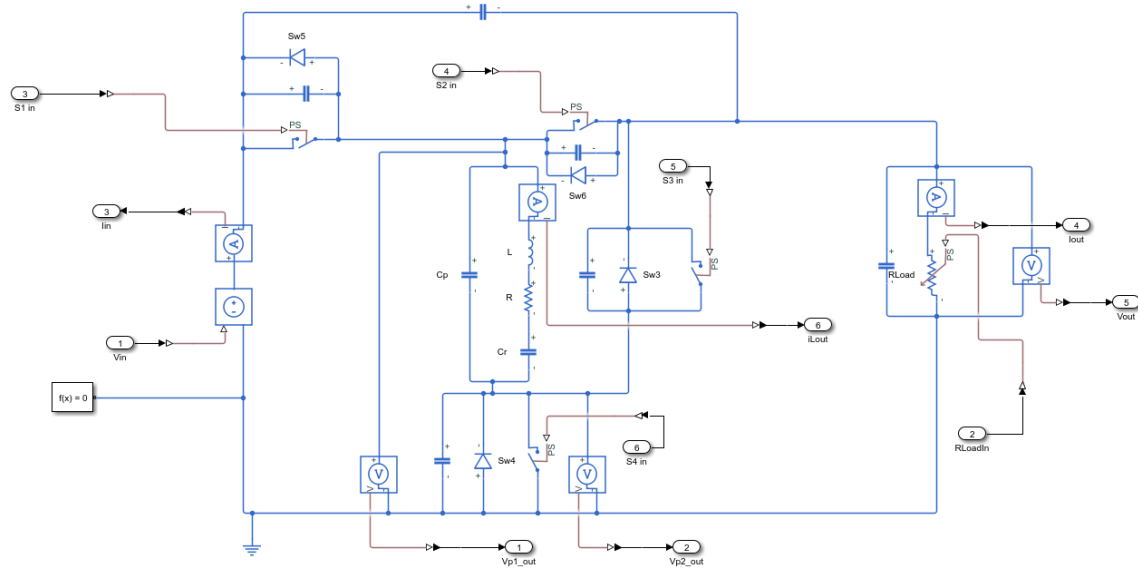 + -
Sw5
- +
4
S2 in
3
S1 in
+ -
PS
PS
+ -
5
S3 in
- +
Sw6
3
Iin
A
+
+
A
I
L
+
-
Cp
+
-
R
+
-
Cr
+
-
+
-
Sw3
-
+
PS
+
A
I
4
Iout
PS
RLoad
+
-
+
V
V
5
Vout
+
-
1
Vin
6
iLout
f(x) = 0
2
RLoadIn
+
-
Sw4
-
+
PS
6
S4 in
+
V
V
+
V
V
1
Vp1_out
2
Vp2_out